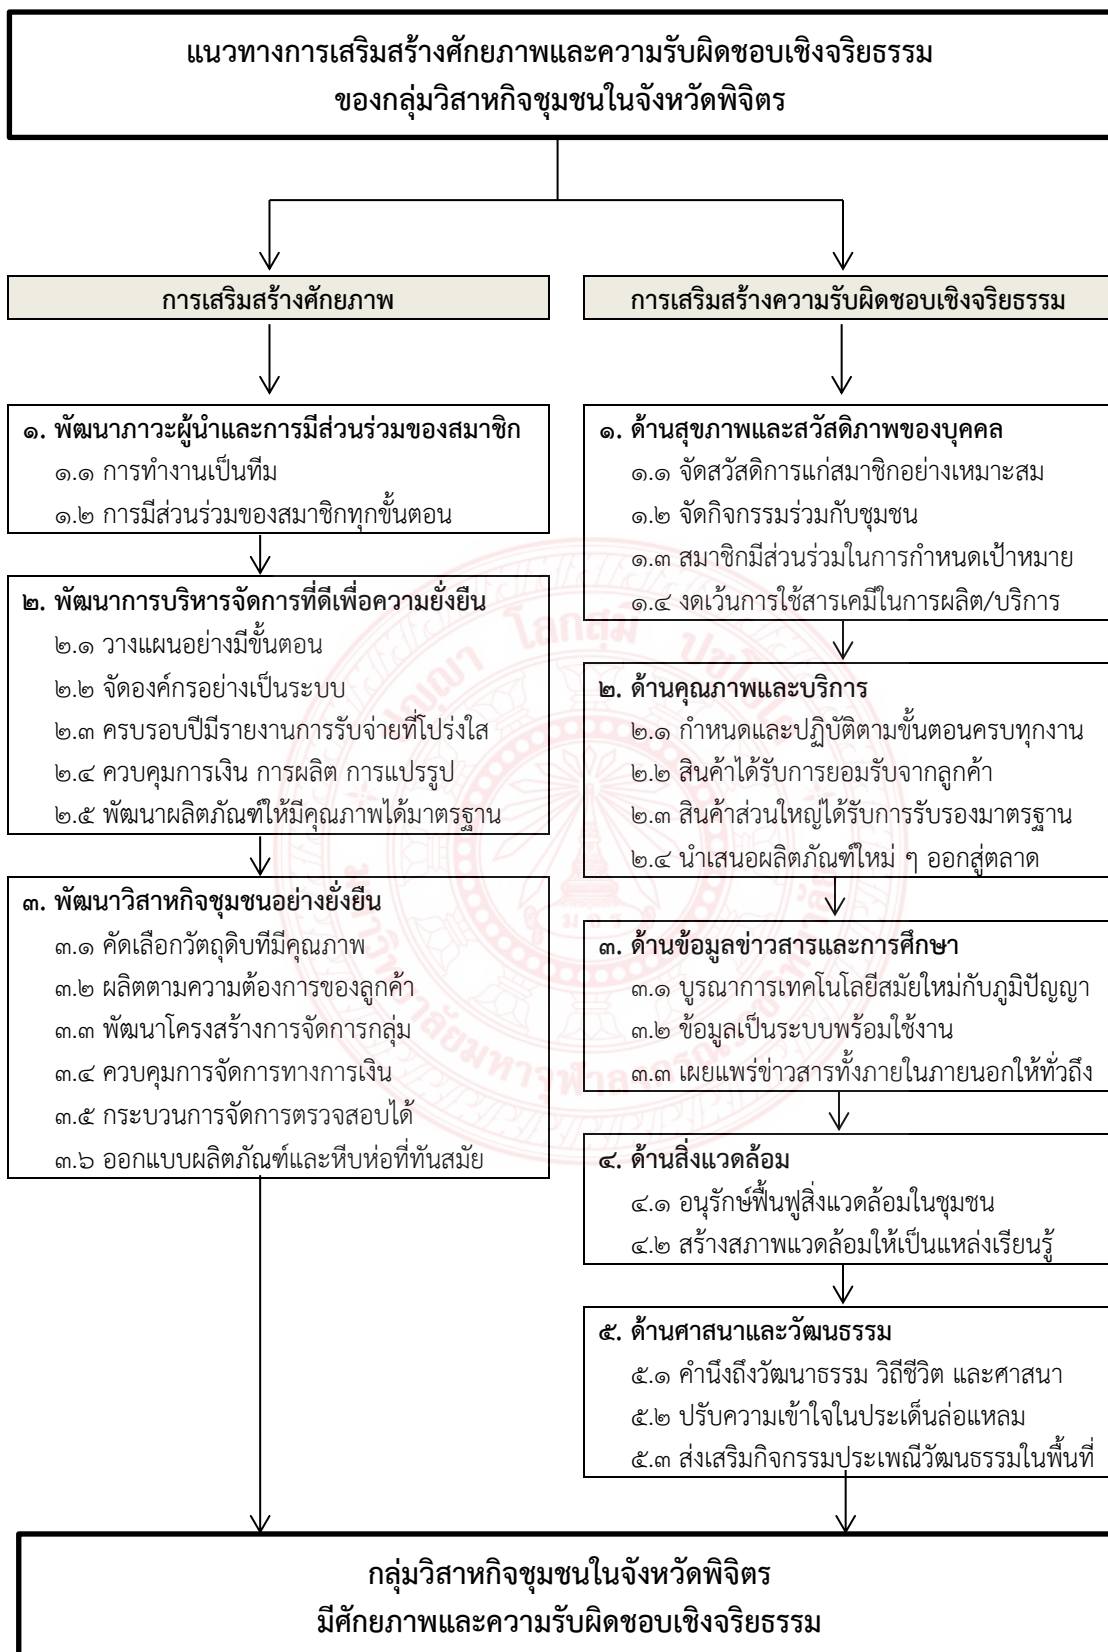 แนวทางการเสริมสร้างศักยภาพและความรับผิดชอบเชิงจริยธรรม
ของกลุ่มวิสาหกิจชุมชนในจังหวัดพิจิตร
การเสริมสร้างศักยภาพ
๑. พัฒนาภาวะผู้นำและการมีส่วนร่วมของสมาชิก
๑.๑ การทำงานเป็นทีม
๑.๒ การมีส่วนร่วมของสมาชิกทุกขั้นตอน
๒. พัฒนาการบริหารจัดการที่ดีเพื่อความยั่งยืน
๒.๑ วางแผนอย่างมีขั้นตอน
๒.๒ จัดองค์กรอย่างเป็นระบบ
๒.๓ ครบรอบปีมีรายงานการรับจ่ายที่โปร่งใส
๒.๔ ควบคุมการเงิน การผลิต การแปรรูป
๒.๕ พัฒนาผลิตภัณฑ์ให้มีคุณภาพได้มาตรฐาน
๓. พัฒนาวิสาหกิจชุมชนอย่างยั่งยืน
๓.๑ คัดเลือกวัตถุดิบทีมีคุณภาพ
๓.๒ ผลิตตามความต้องการของลูกค้า
๓.๓ พัฒนาโครงสร้างการจัดการกลุ่ม
๓.๔ ควบคุมการจัดการทางการเงิน
๓.๕ กระบวนการจัดการตรวจสอบได้
๓.๖ ออกแบบผลิตภัณฑ์และหีบห่อที่ทันสมัย
การเสริมสร้างความรับผิดชอบเชิงจริยธรรม
๑. ด้านสุขภาพและสวัสดิภาพของบุคคล
๑.๑ จัดสวัสดิการแก่สมาชิกอย่างเหมาะสม
๑.๒ จัดกิจกรรมร่วมกับชุมชน
๑.๓ สมาชิกมีส่วนร่วมในการกำหนดเป้าหมาย
๑.๔ งดเว้นการใช้สารเคมีในการผลิต/บริการ
๒. ด้านคุณภาพและบริการ
๒.๑ กำหนดและปฏิบัติตามขั้นตอนครบทุกงาน
๒.๒ สินค้าได้รับการยอมรับจากลูกค้า
๒.๓ สินค้าส่วนใหญ่ได้รับการรับรองมาตรฐาน
๒.๔ นำเสนอผลิตภัณฑ์ใหม่ ๆ ออกสู่ตลาด
๓. ด้านข้อมูลข่าวสารและการศึกษา
๓.๑ บูรณาการเทคโนโลยีสมัยใหม่กับภูมิปัญญา
๓.๒ ข้อมูลเป็นระบบพร้อมใช้งาน
๓.๓ เผยแพร่ข่าวสารทั้งภายในภายนอกให้ทั่วถึง
๔. ด้านสิ่งแวดล้อม
๔.๑ อนุรักษ์ฟื้นฟูสิ่งแวดล้อมในชุมชน
๔.๒ สร้างสภาพแวดล้อมให้เป็นแหล่งเรียนรู้
๕. ด้านศาสนาและวัฒนธรรม
๕.๑ คำนึงถึงวัฒนาธรรม วิถีชีวิต และศาสนา
๕.๒ ปรับความเข้าใจในประเด็นล่อแหลม
๕.๓ ส่งเสริมกิจกรรมประเพณีวัฒนธรรมในพื้นที่
กลุ่มวิสาหกิจชุมชนในจังหวัดพิจิตร
มีศักยภาพและความรับผิดชอบเชิงจริยธรรม
ปญฺญา โลกสฺมิ ปชฺโชโต
ม จ ร